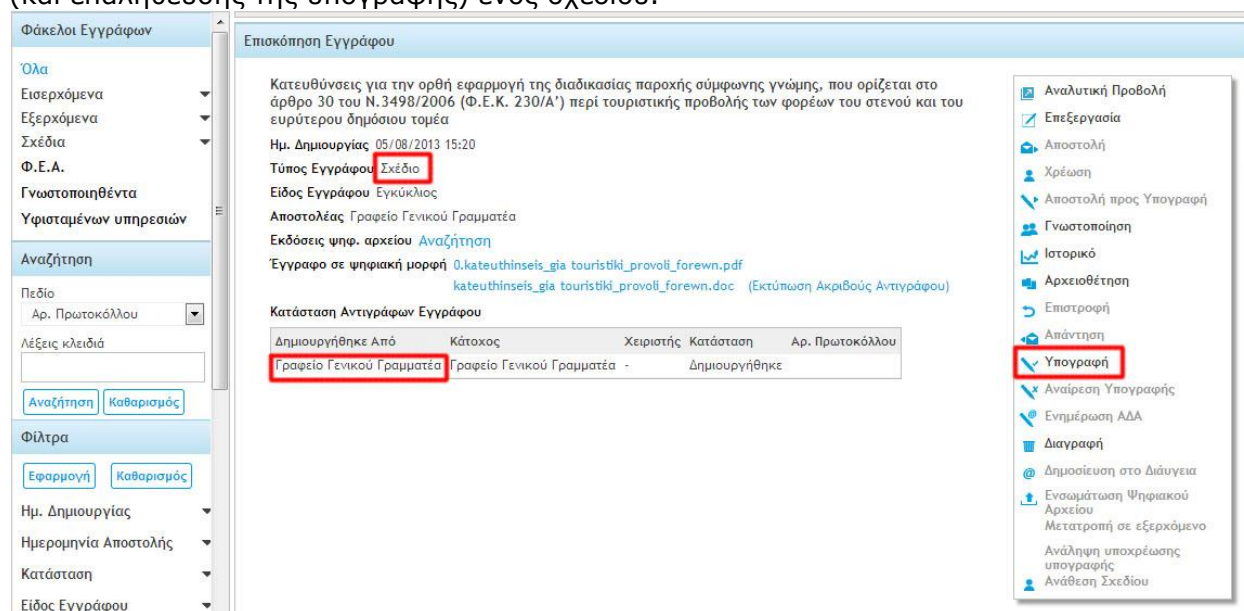 (και επαλήθευσης της υπογραφής) ενός σχεδίου.
Φάκελοι Εγγράφων
Όλα
Εισερχόμενα
Εξερχόμενα
Σχέδια
Φ.Ε.Α.
Γνωστοποιηθέντα
Υφισταμένων υπηρεσιών
Αναζήτηση
Πεδίο
Αρ. Πρωτοκόλλου
Λέξεις κλειδιά
Αναζήτηση Καθαρισμός
Φίλτρα
Εφαρμογή Καθαρισμός
Ημ. Δημιουργίας
Ημερομηνία Αποστολής
Κατάσταση
Είδος Εγγράφου
Επισκόπηση Εγγράφου
Κατευθύνσεις για την ορθή εφαρμογή της διαδικασίας παροχής σύμφωνης γνώμης, που ορίζεται στο
άρθρο 30 του Ν.3498/2006 (Φ.Ε.Κ. 230/Α’) περί τουριστικής προβολής των φορέων του στενού και του
ευρύτερου δημόσιου τομέα
Ημ. Δημιουργίας 05/08/2013 15:20
Τύπος Εγγράφου Σχέδιο
Είδος Εγγράφου Εγκύκλιος
Αποστολέας Γραφείο Γενικού Γραμματέα
Εκδόσεις ψηφ. αρχείου Αναζήτηση
Έγγραφο σε ψηφιακή μορφή 0.kateuthinseis_gia touristiki_provoli_forewn.pdf
kateuthinseis_gia touristiki_provoli_forewn.doc (Εκτύπωση Ακριβούς Αντιγράφου)
Κατάσταση Αντιγράφων Εγγράφου
Δημιουργήθηκε Από Κάτοχος Χειριστής Κατάσταση Αρ. Πρωτοκόλλου
Γραφείο Γενικού Γραμματέα Γραφείο Γενικού Γραμματέα - Δημιουργήθηκε
Αναλυτική Προβολή
Επεξεργασία
Αποστολή
Χρέωση
Αποστολή προς Υπογραφή
Γνωστοποίηση
Ιστορικό
Αρχειοθέτηση
Επιστροφή
Απάντηση
Υπογραφή
Αναίρεση Υπογραφής
Ενημέρωση ΑΔΑ
Διαγραφή
Δημοσίευση στο Διάυγεια
Ενσωμάτωση Ψηφιακού
Αρχείου
Μετατροπή σε εξερχόμενο
Ανάληψη υποχρέωσης
υπογραφής
Ανάθεση Σχεδίου